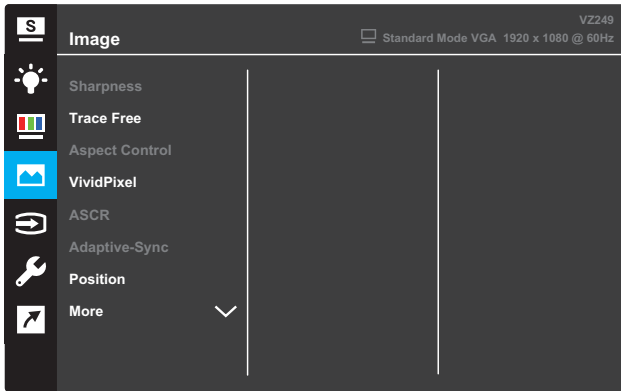 S
VZ249
Image
Standard Mode VGA 1920 x 1080 @ 60Hz
Sharpness
Trace Free
Aspect Control
VividPixel
ASCR
Adaptive-Sync
Position
More